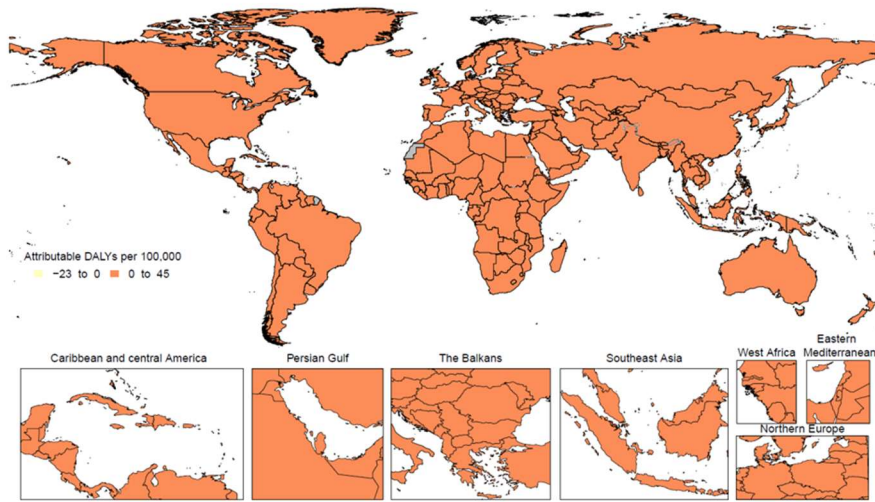 Attributable DALYs per 100,000
−23 to 0 0 to 45
Caribbean and central America
Persian Gulf
The Balkans
Southeast Asia
West Africa
Eastern
Mediterranean
Northern Europe